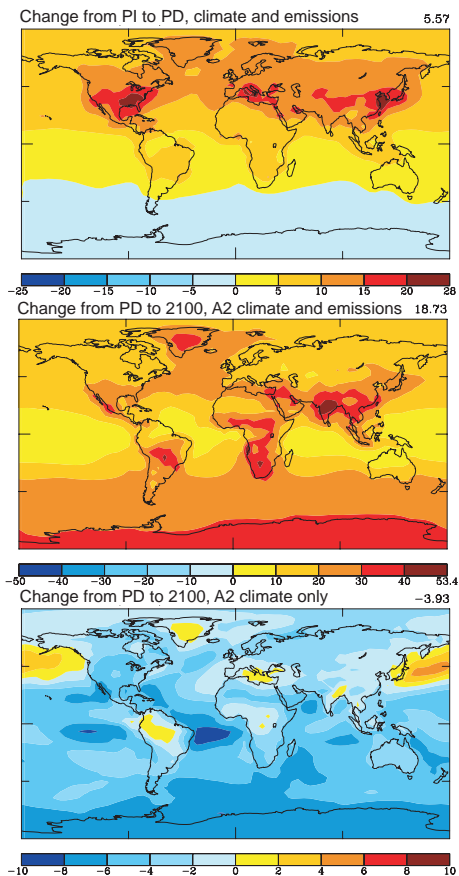 Change from PI to PD, climate and emissions 5.57
−25 −20 −15 −10 −5 0 5 10 15 20 28
Change from PD to 2100, A2 climate and emissions 18.73
−50 −40 −30 −20 −10 0 10 20 30 40 53.4
Change from PD to 2100, A2 climate only −3.93
−10 −8 −6 −4 −2 0 2 4 6 8 10